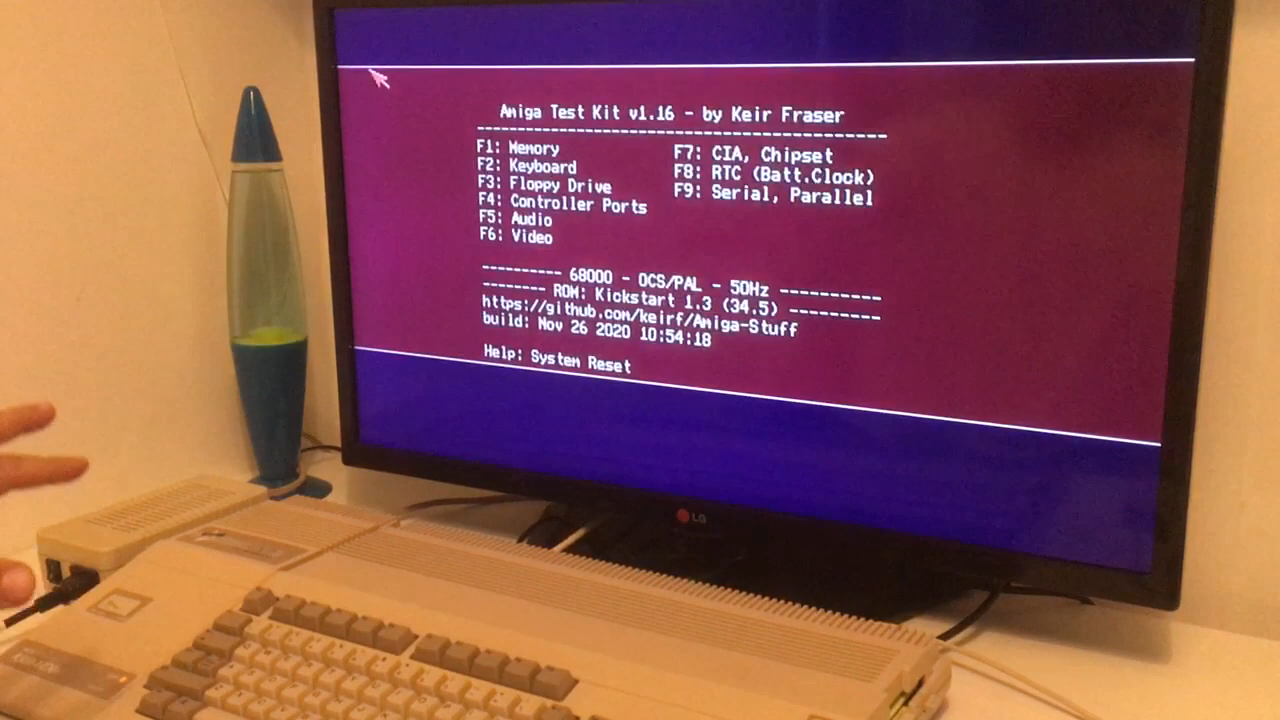 Amiga Test Kit v1.16 - by Keir Fraser
-----------------------------------------
F1: Memory
F2: Keyboard
F3: Floppy Drive
F4: Controller Ports
F5: Audio
F6: Video
F7: CIA, Chipset
F8: RTC (Batt.Clock)
F9: Serial, Parallel
---------- 68000 - OCS/PAL - 50Hz ----------
-------- ROM: Kickstart 1.3 (34.5) ---------
https://github.com/keirf/Amiga-Stuff
build: Nov 26 2020 10:54:18
Help: System Reset
LG